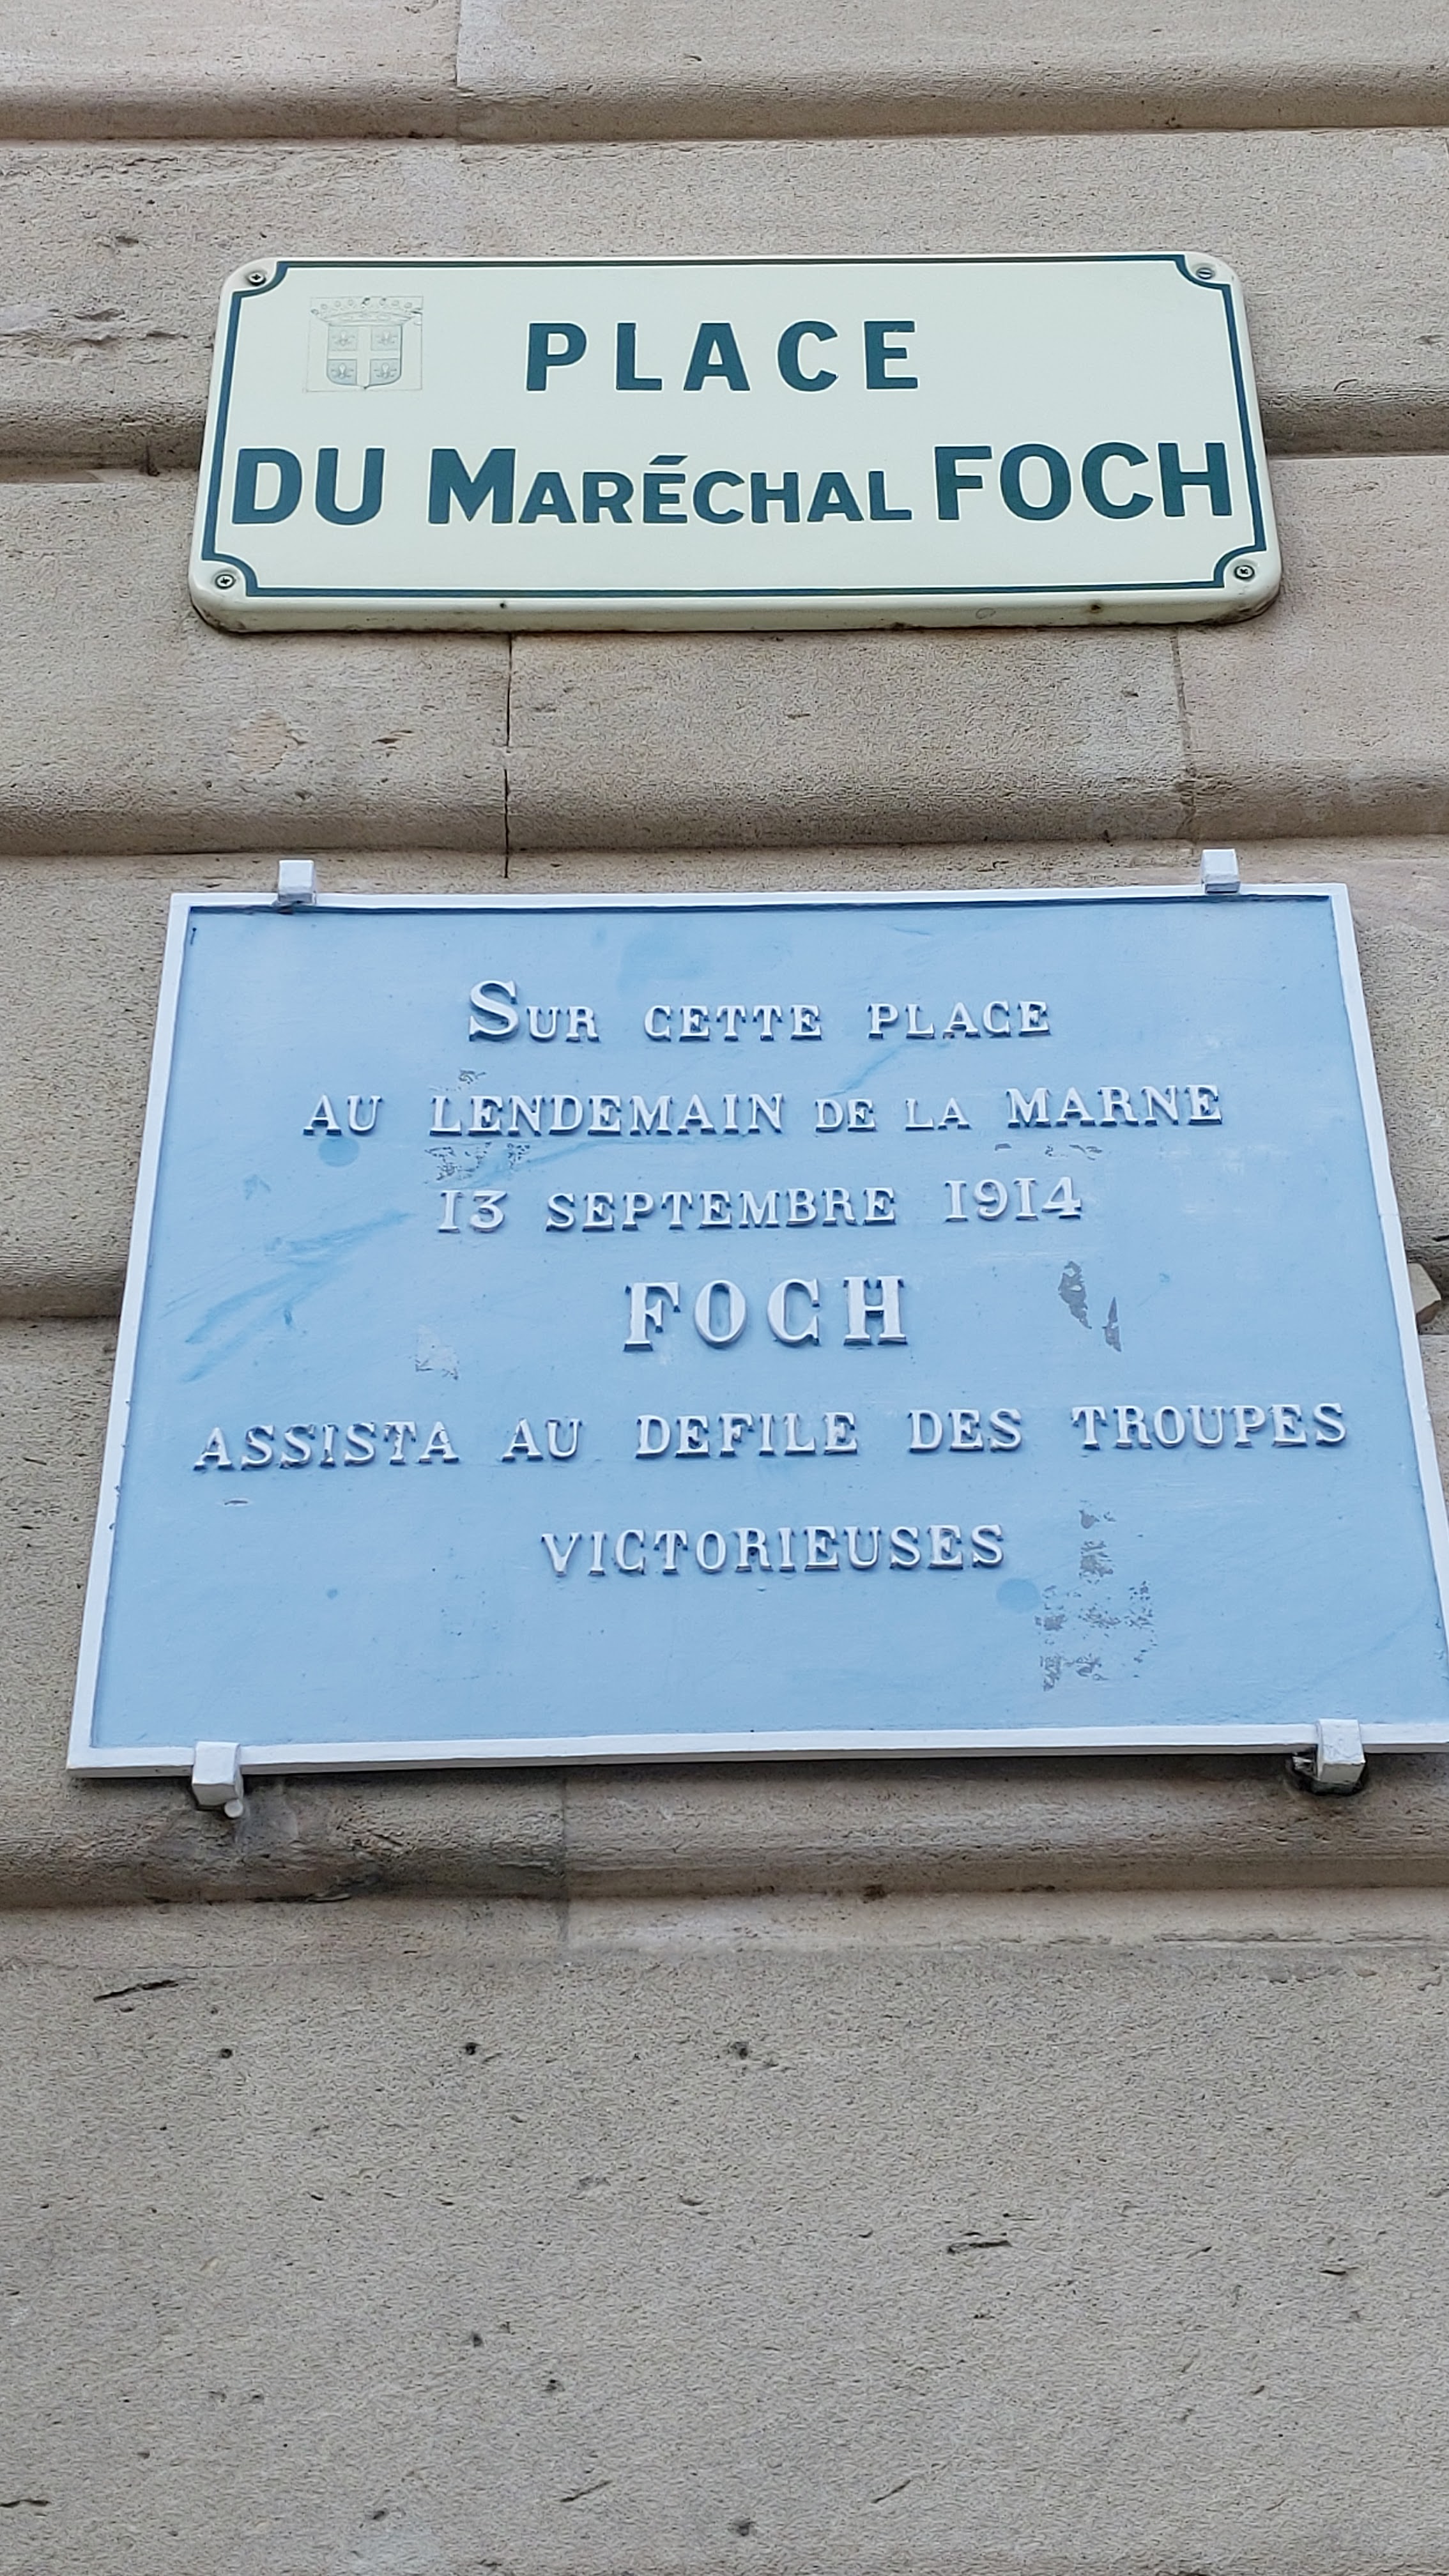 PLACE
DU MARÉCHAL FOCH
SUR CETTE PLACE
AU LENDEMAIN DE LA MARNE
13 SEPTEMBRE 1914
FOCH
ASSISTA AU DEFILE DES TROUPES
VICTORIEUSES